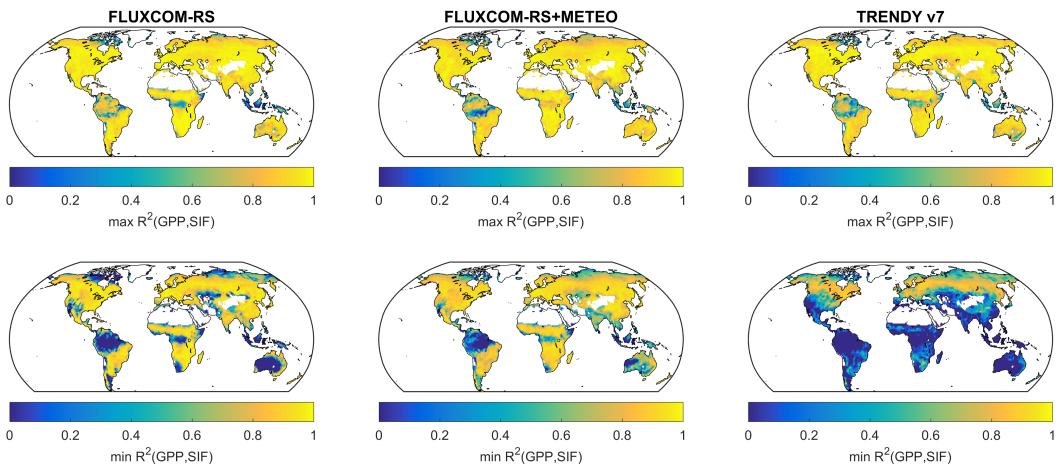 FLUXCOM-RS FLUXCOM-RS+METEO TRENDY v7
0 0.2 0.4 0.6 0.8 1 0 0.2 0.4 0.6 0.8 1 0 0.2 0.4 0.6 0.8 1
max R²(GPP,SIF) max R²(GPP,SIF) max R²(GPP,SIF)
0 0.2 0.4 0.6 0.8 1 0 0.2 0.4 0.6 0.8 1 0 0.2 0.4 0.6 0.8 1
min R²(GPP,SIF) min R²(GPP,SIF) min R²(GPP,SIF)